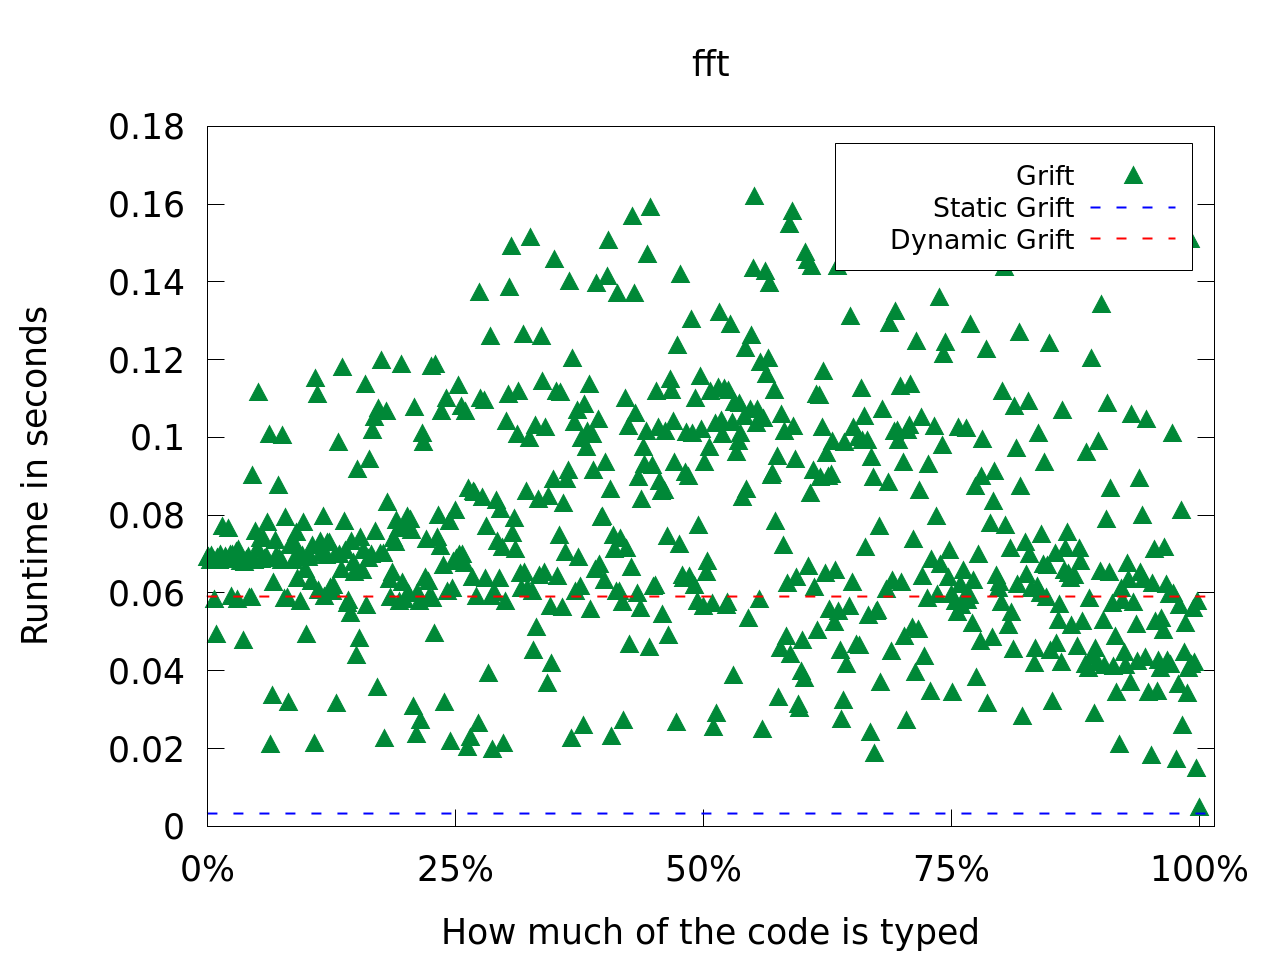 fft
0.18
0.16
0.14
0.12
0.1
0.08
0.06
0.04
0.02
0
Runtime in seconds
Grift
Static Grift
Dynamic Grift
0% 25% 50% 75% 100%
How much of the code is typed